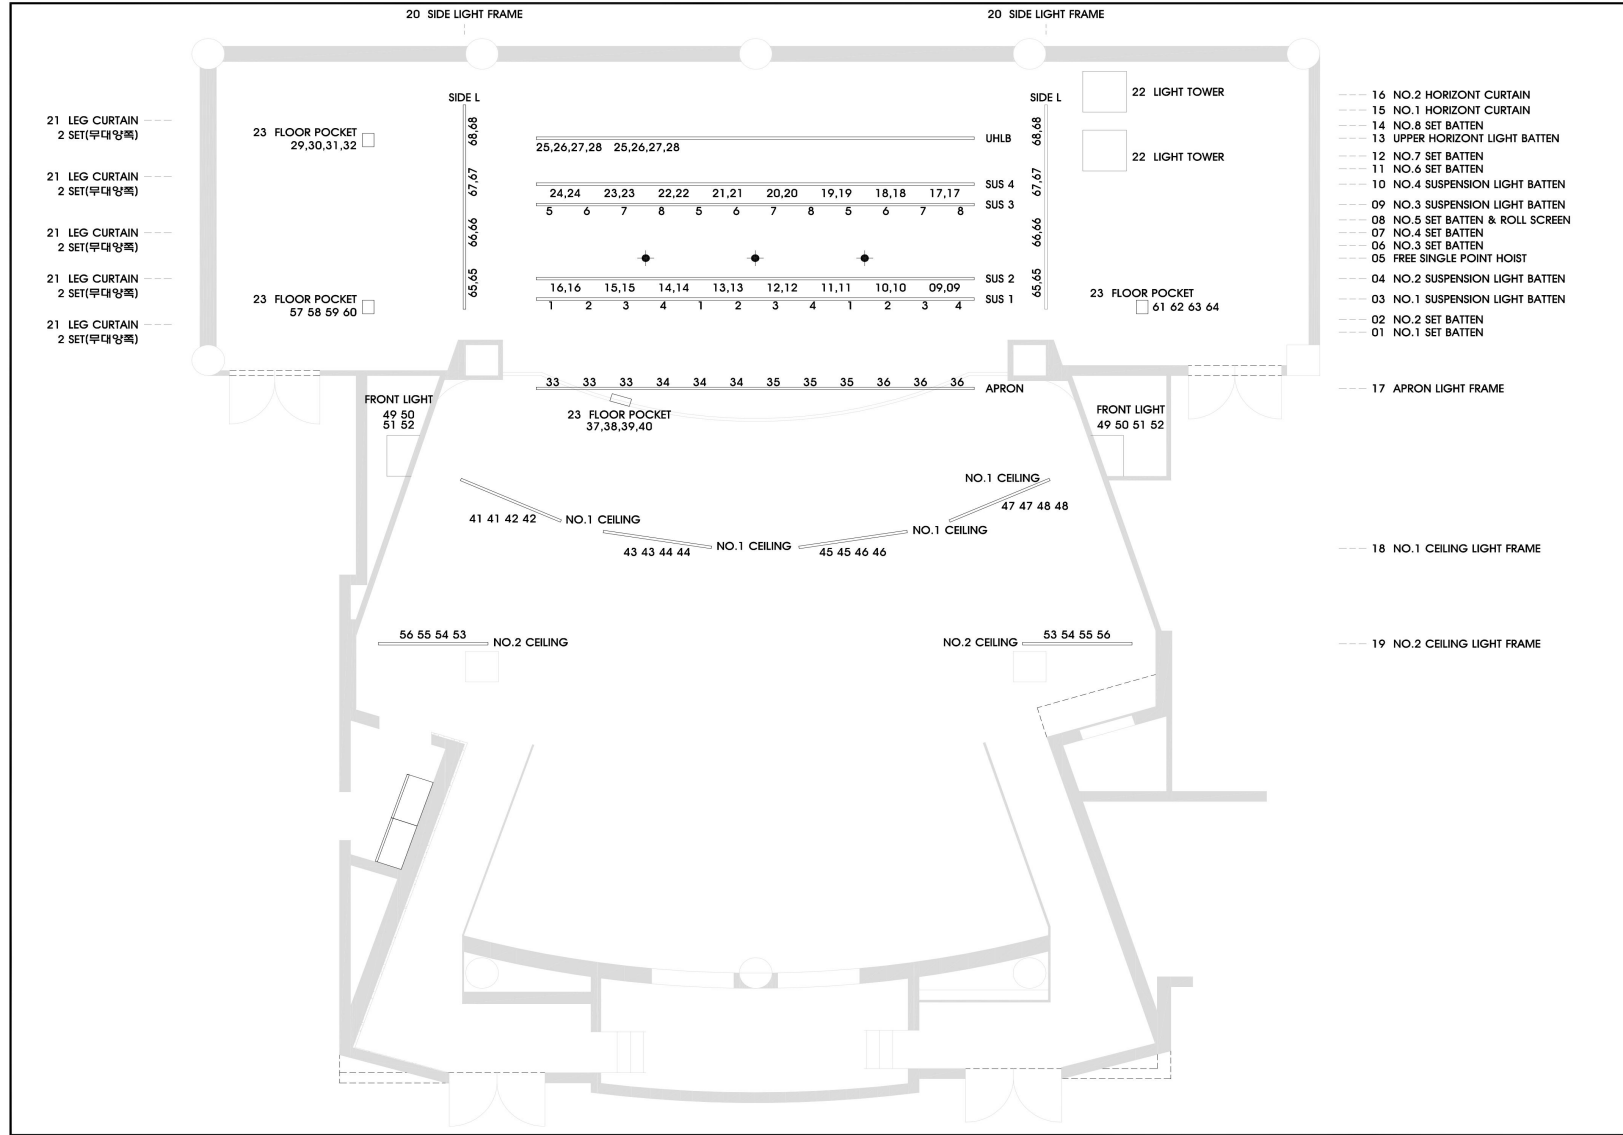 20 SIDE LIGHT FRAME
20 SIDE LIGHT FRAME
21 LEG CURTAIN
2 SET(무대양쪽)
21 LEG CURTAIN
2 SET(무대양쪽)
21 LEG CURTAIN
2 SET(무대양쪽)
21 LEG CURTAIN
2 SET(무대양쪽)
21 LEG CURTAIN
2 SET(무대양쪽)
23 FLOOR POCKET
29,30,31,32
23 FLOOR POCKET
57 58 59 60
SIDE L
68,68
67,67
66,66
65,65
UHLB
25,26,27,28 25,26,27,28
SUS 4
24,24 23,23 22,22 21,21 20,20 19,19 18,18 17,17
SUS 3
5 6 7 8 5 6 7 8 5 6 7 8
SUS 2
16,16 15,15 14,14 13,13 12,12 11,11 10,10 09,09
SUS 1
1 2 3 4 1 2 3 4 1 2 3 4
SIDE L
68,68
67,67
66,66
65,65
22 LIGHT TOWER
22 LIGHT TOWER
23 FLOOR POCKET
61 62 63 64
16 NO.2 HORIZONT CURTAIN
15 NO.1 HORIZONT CURTAIN
14 NO.8 SET BATTEN
13 UPPER HORIZONT LIGHT BATTEN
12 NO.7 SET BATTEN
11 NO.6 SET BATTEN
10 NO.4 SUSPENSION LIGHT BATTEN
09 NO.3 SUSPENSION LIGHT BATTEN
08 NO.5 SET BATTEN & ROLL SCREEN
07 NO.4 SET BATTEN
06 NO.3 SET BATTEN
05 FREE SINGLE POINT HOIST
04 NO.2 SUSPENSION LIGHT BATTEN
03 NO.1 SUSPENSION LIGHT BATTEN
02 NO.2 SET BATTEN
01 NO.1 SET BATTEN
33 33 33 34 34 34 35 35 35 36 36 36
APRON
17 APRON LIGHT FRAME
FRONT LIGHT
49 50
51 52
23 FLOOR POCKET
37,38,39,40
FRONT LIGHT
49 50 51 52
NO.1 CEILING
47 47 48 48
41 41 42 42
NO.1 CEILING
NO.1 CEILING
43 43 44 44
NO.1 CEILING
45 45 46 46
18 NO.1 CEILING LIGHT FRAME
56 55 54 53
NO.2 CEILING
NO.2 CEILING
53 54 55 56
19 NO.2 CEILING LIGHT FRAME